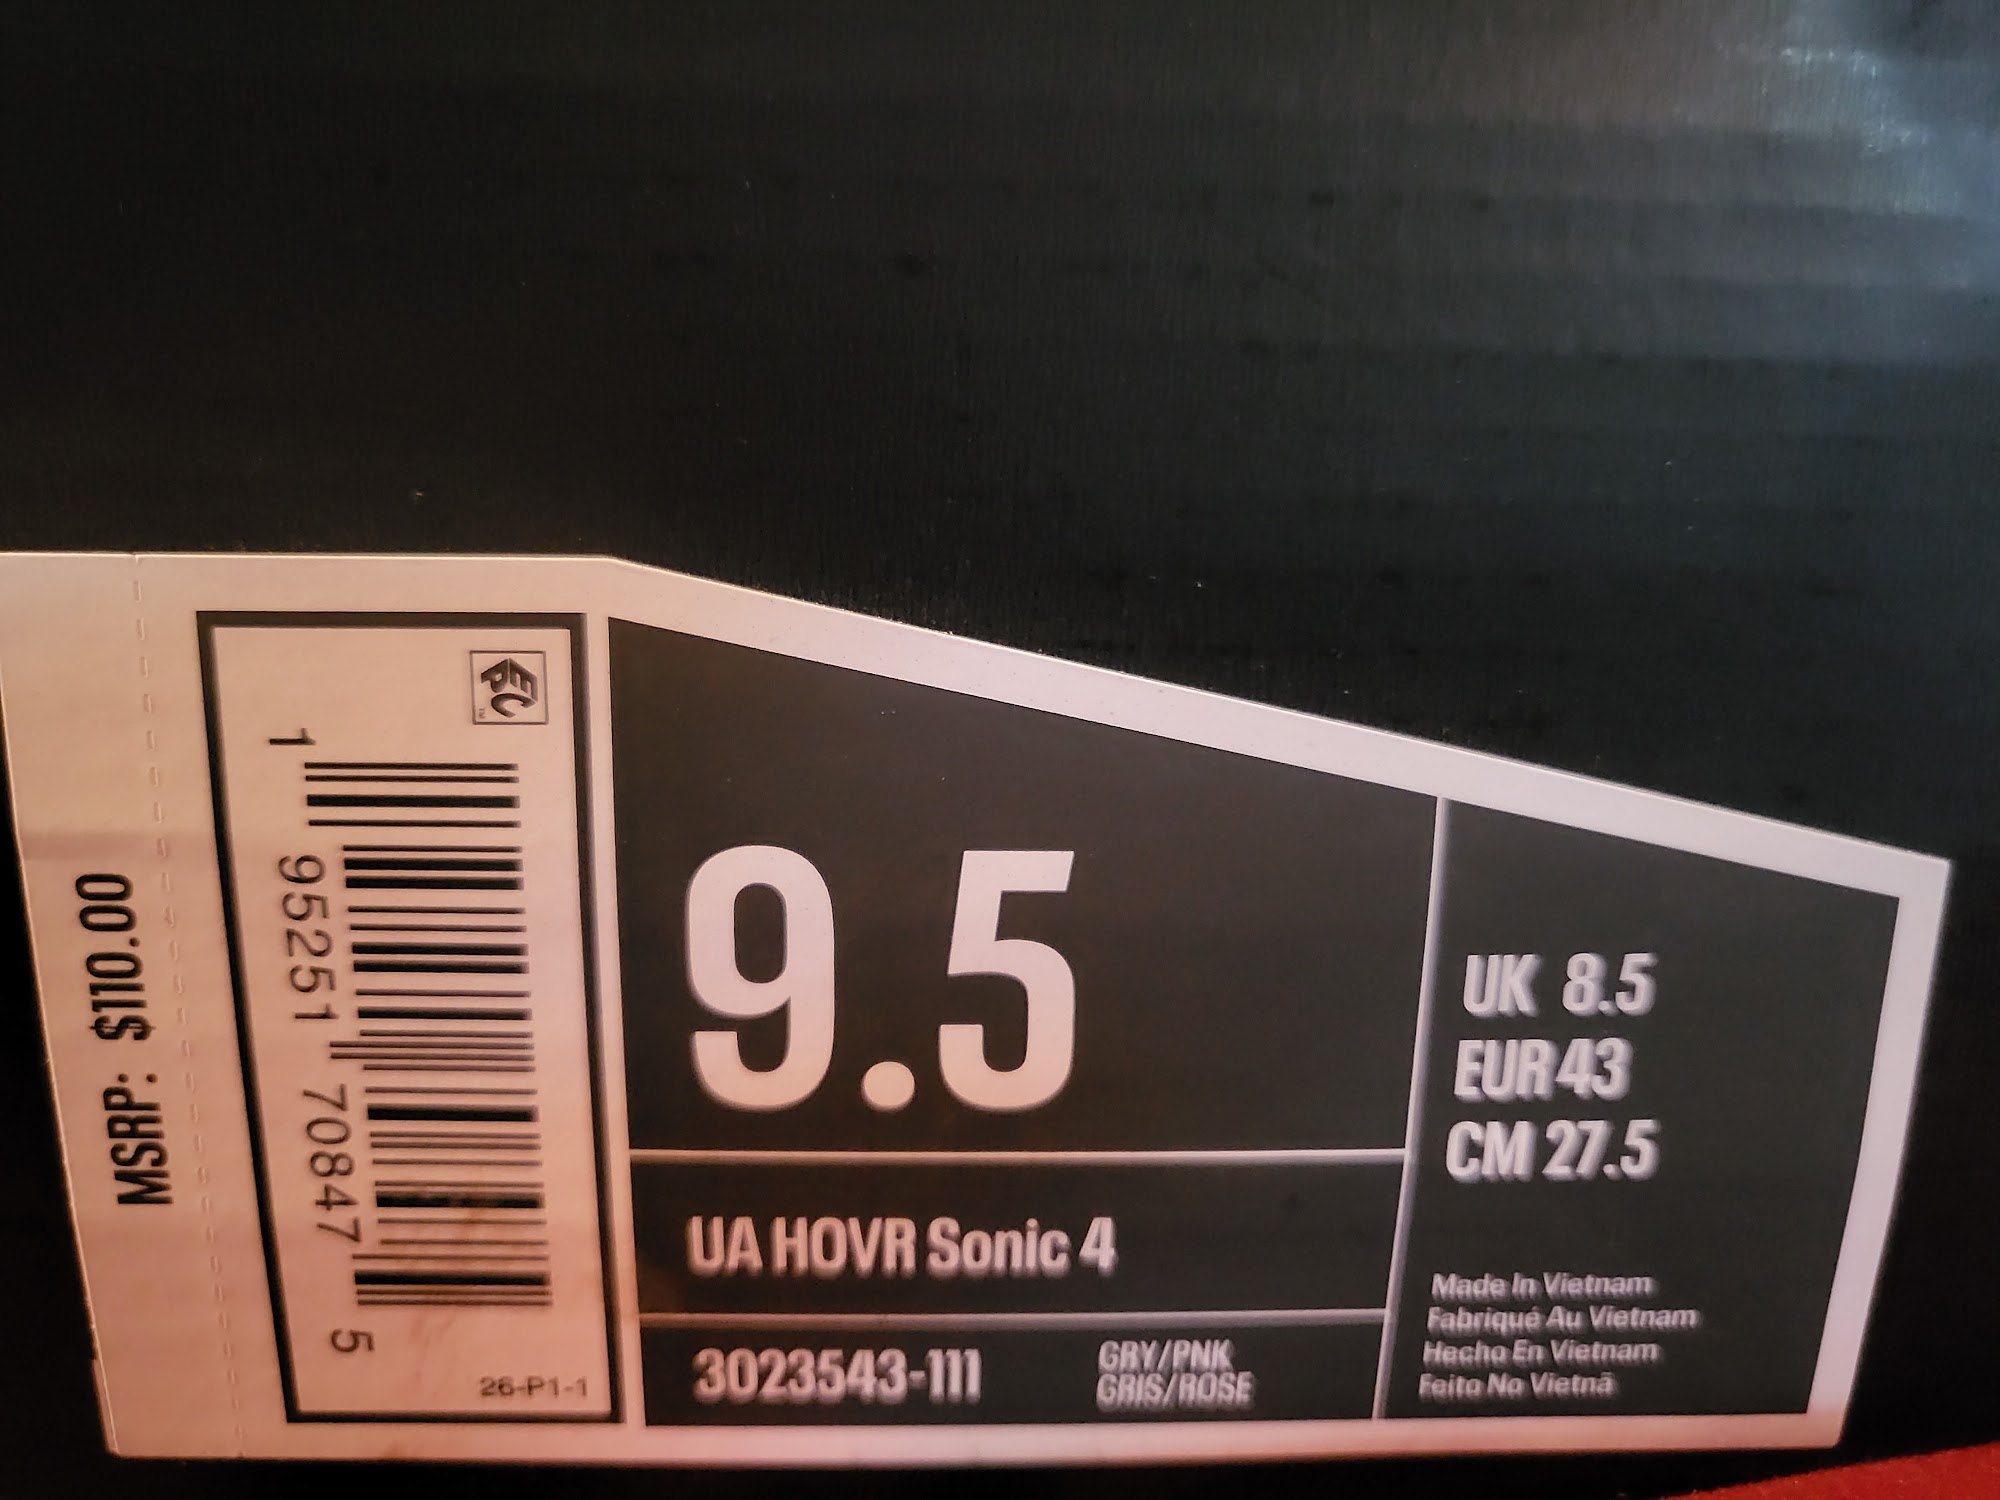 MSRP: $110.00
EPC
TM
1 95251 70847 5
26-P1-1
9.5
UA HOVR Sonic 4
3023543-111
GRY/PNK
GRIS/ROSE
UK 8.5
EUR 43
CM 27.5
Made In Vietnam
Fabriqué Au Vietnam
Hecho En Vietnam
Feito No Vietnã